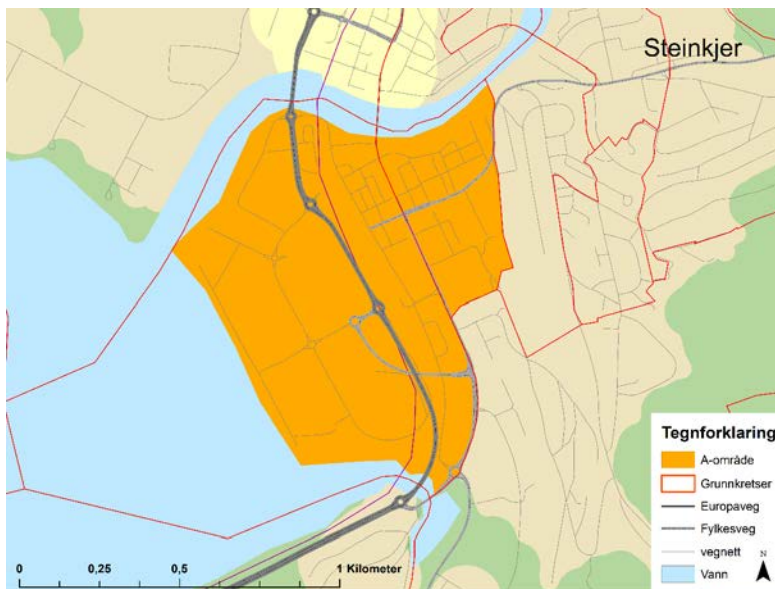 Steinkjer
Tegnforklaring
A-område
Grunnkretser
Europaveg
Fylkesveg
vegnett N
Vann
0 0,25 0,5 1 Kilometer